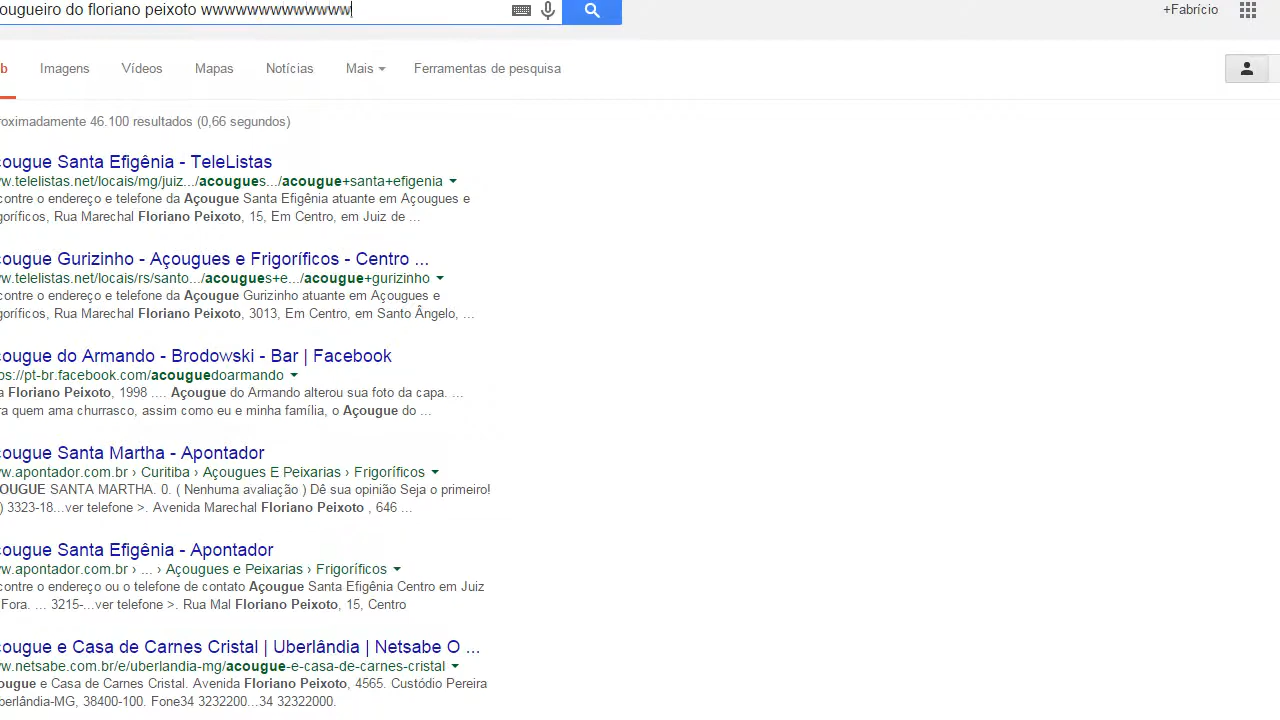 ougueiro do floriano peixoto wwwwwwwwwwwwww
+Fabrício
b Imagens Vídeos Mapas Notícias Mais Ferramentas de pesquisa
roximadamente 46.100 resultados (0,66 segundos)
ougue Santa Efigênia - TeleListas
w.telelistas.net/locais/mg/juiz.../acougues.../acougue+santa+efigenia
contre o endereço e telefone da Açougue Santa Efigênia atuante em Açougues e
goríficos, Rua Marechal Floriano Peixoto, 15, Em Centro, em Juiz de ...
ougue Gurizinho - Açougues e Frigoríficos - Centro ...
w.telelistas.net/locais/rs/santo.../acougues+e.../acougue+gurizinho
contre o endereço e telefone da Açougue Gurizinho atuante em Açougues e
goríficos, Rua Marechal Floriano Peixoto, 3013, Em Centro, em Santo Ângelo, ...
ougue do Armando - Brodowski - Bar | Facebook
ps://pt-br.facebook.com/acouguedoarmando
a Floriano Peixoto, 1998 .... Açougue do Armando alterou sua foto da capa. ...
ra quem ama churrasco, assim como eu e minha família, o Açougue do ...
ougue Santa Martha - Apontador
w.apontador.com.br › Curitiba › Açougues E Peixarias › Frigoríficos
OUGUE SANTA MARTHA. 0. ( Nenhuma avaliação ) Dê sua opinião Seja o primeiro!
) 3323-18...ver telefone >. Avenida Marechal Floriano Peixoto , 646 ...
ougue Santa Efigênia - Apontador
w.apontador.com.br › ... › Açougues e Peixarias › Frigoríficos
contre o endereço ou o telefone de contato Açougue Santa Efigênia Centro em Juiz
Fora. ... 3215-...ver telefone >. Rua Mal Floriano Peixoto, 15, Centro
ougue e Casa de Carnes Cristal | Uberlândia | Netsabe O ...
w.netsabe.com.br/e/uberlandia-mg/acougue-e-casa-de-carnes-cristal
ougue e Casa de Carnes Cristal. Avenida Floriano Peixoto, 4565. Custódio Pereira
berlândia-MG, 38400-100. Fone34 3232200...34 32322000.